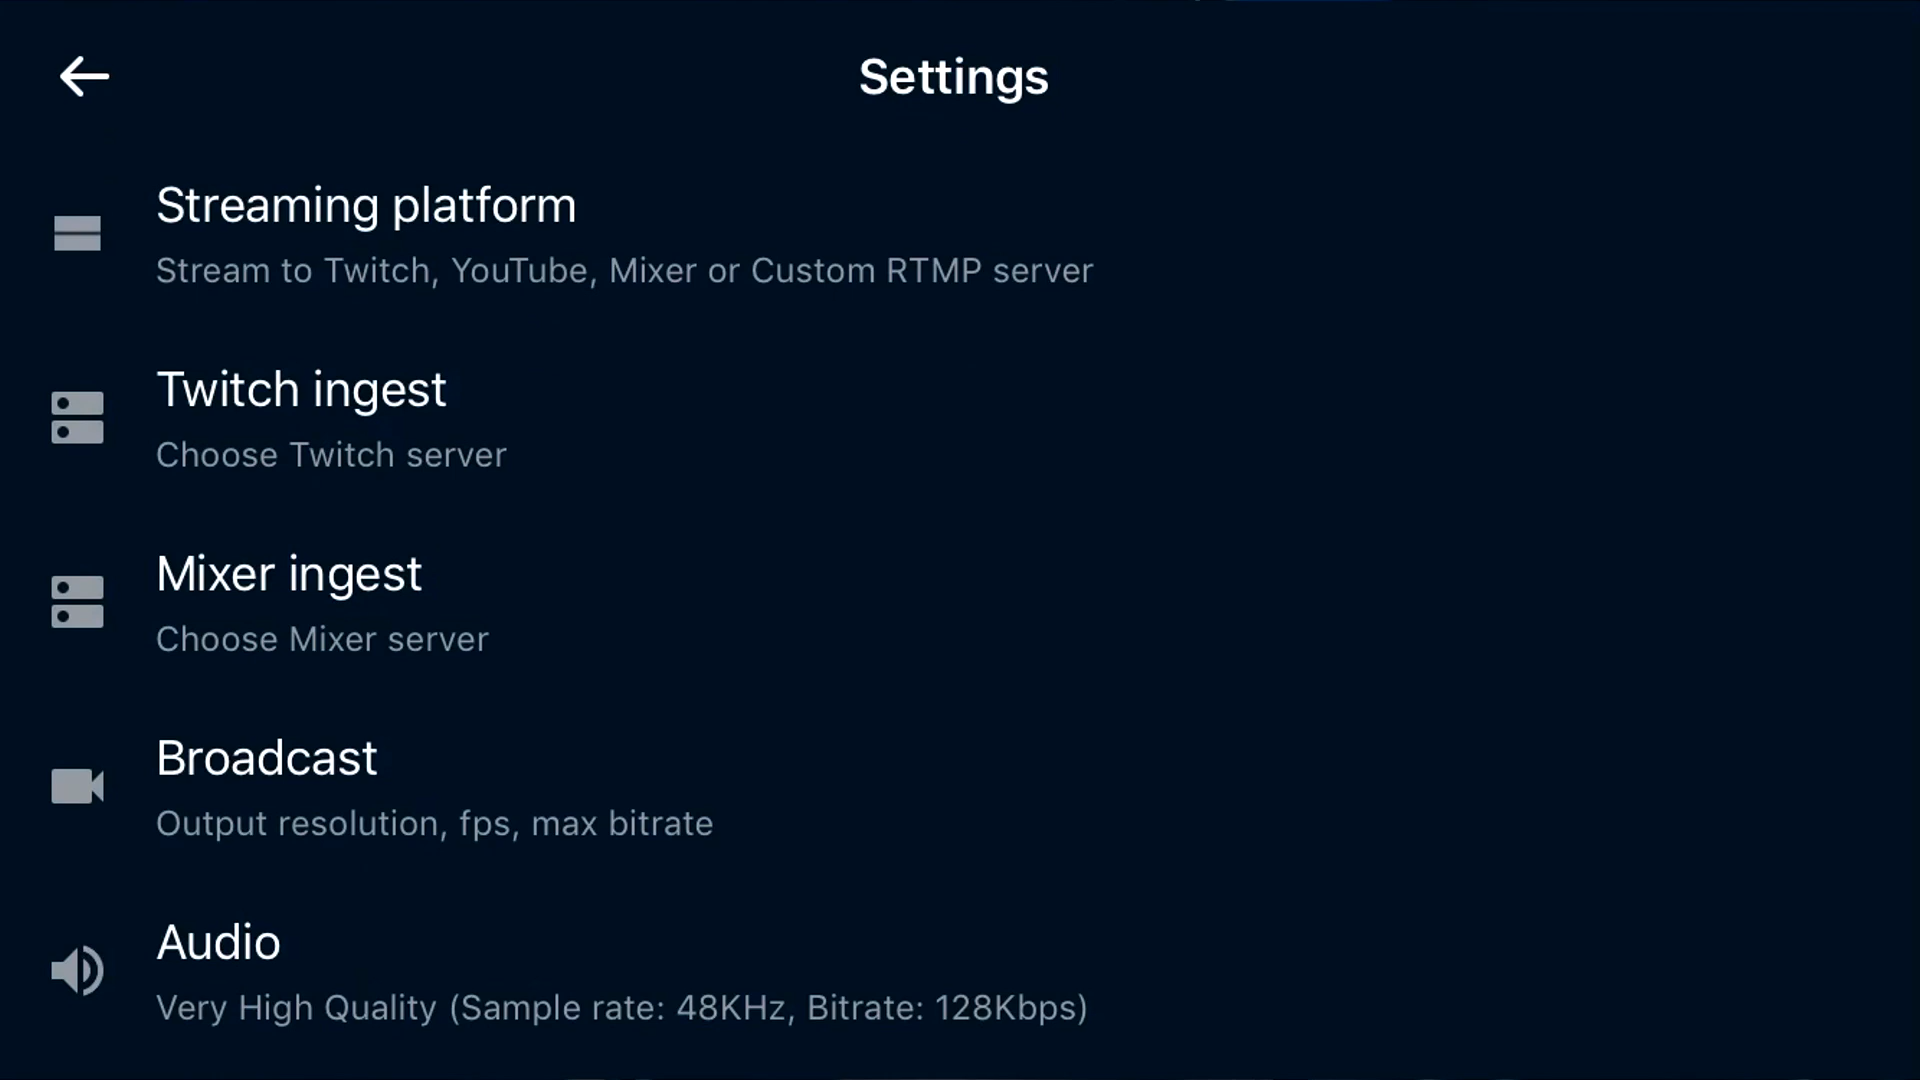 Settings
Streaming platform
Stream to Twitch, YouTube, Mixer or Custom RTMP server
Twitch ingest
Choose Twitch server
Mixer ingest
Choose Mixer server
Broadcast
Output resolution, fps, max bitrate
Audio
Very High Quality (Sample rate: 48KHz, Bitrate: 128Kbps)